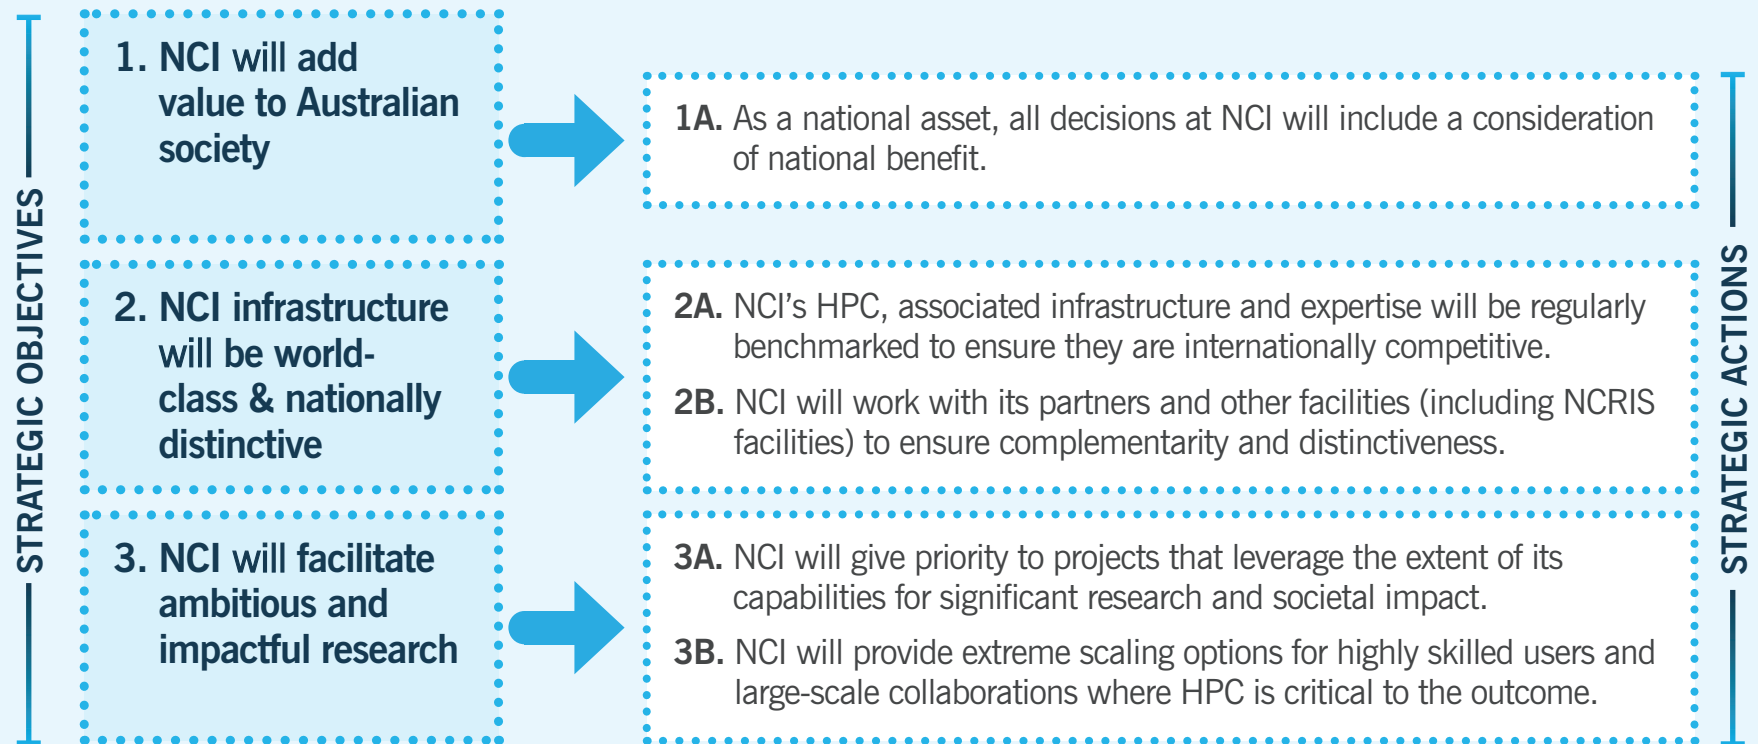 STRATEGIC OBJECTIVES
1. NCI will add
value to Australian
society
1A. As a national asset, all decisions at NCI will include a consideration
of national benefit.
2. NCI infrastructure
will be world-
class & nationally
distinctive
2A. NCI’s HPC, associated infrastructure and expertise will be regularly
benchmarked to ensure they are internationally competitive.
2B. NCI will work with its partners and other facilities (including NCRIS
facilities) to ensure complementarity and distinctiveness.
3. NCI will facilitate
ambitious and
impactful research
3A. NCI will give priority to projects that leverage the extent of its
capabilities for significant research and societal impact.
3B. NCI will provide extreme scaling options for highly skilled users and
large-scale collaborations where HPC is critical to the outcome.
STRATEGIC ACTIONS